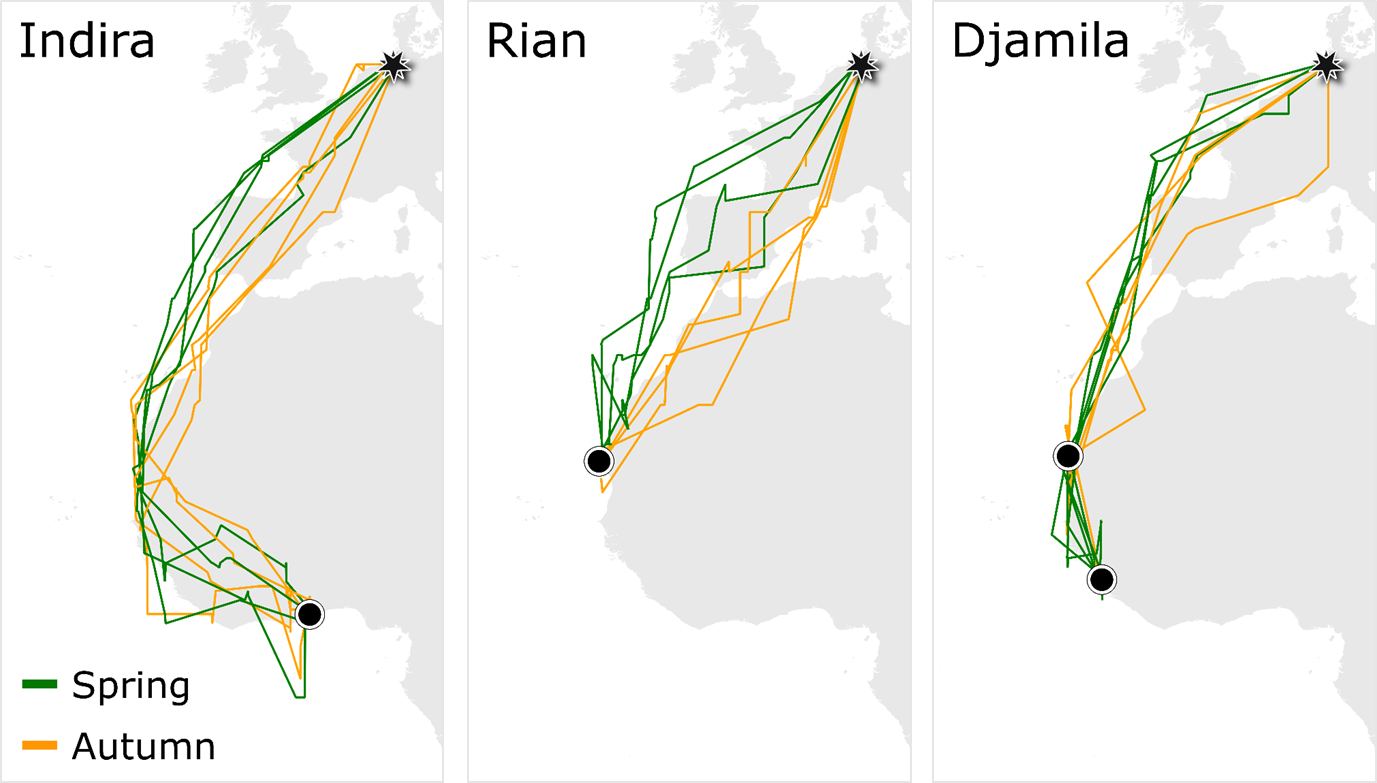 Indira
Rian
Djamila
Spring
Autumn